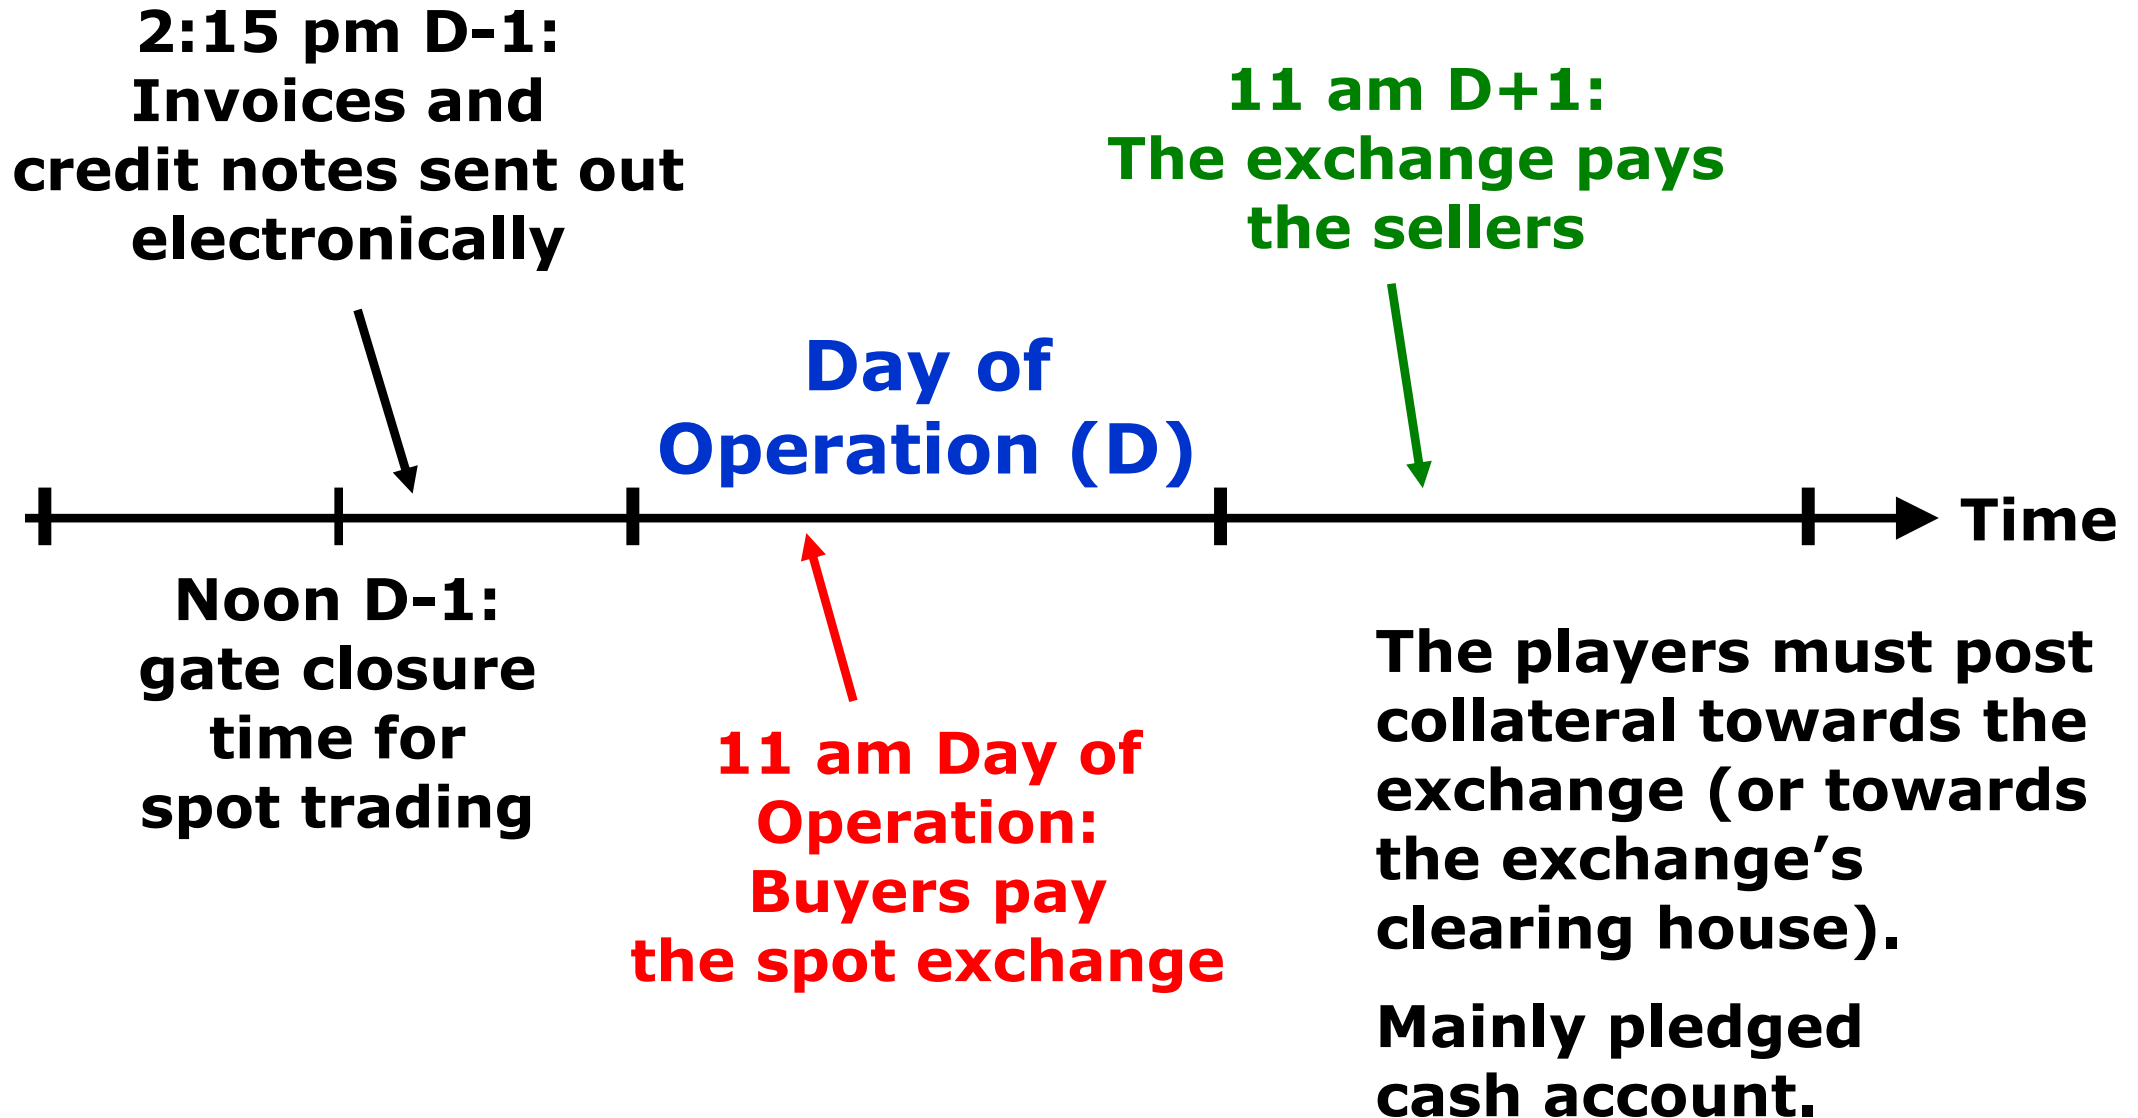 2:15 pm D-1:
Invoices and
credit notes sent out
electronically
11 am D+1:
The exchange pays
the sellers
Day of
Operation (D)
Time
Noon D-1:
gate closure
time for
spot trading
11 am Day of
Operation:
Buyers pay
the spot exchange
The players must post
collateral towards the
exchange (or towards
the exchange’s
clearing house).
Mainly pledged
cash account.